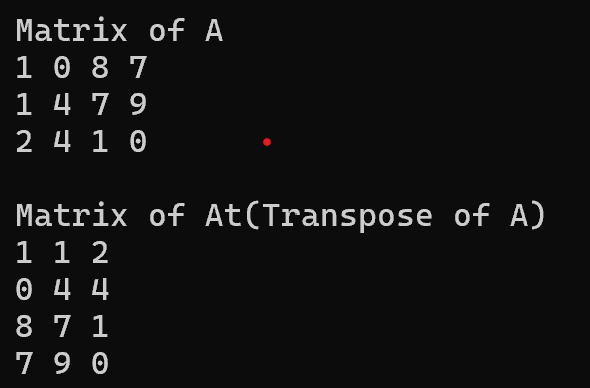 Matrix of A
1 0 8 7
1 4 7 9
2 4 1 0
Matrix of At(Transpose of A)
1 1 2
0 4 4
8 7 1
7 9 0